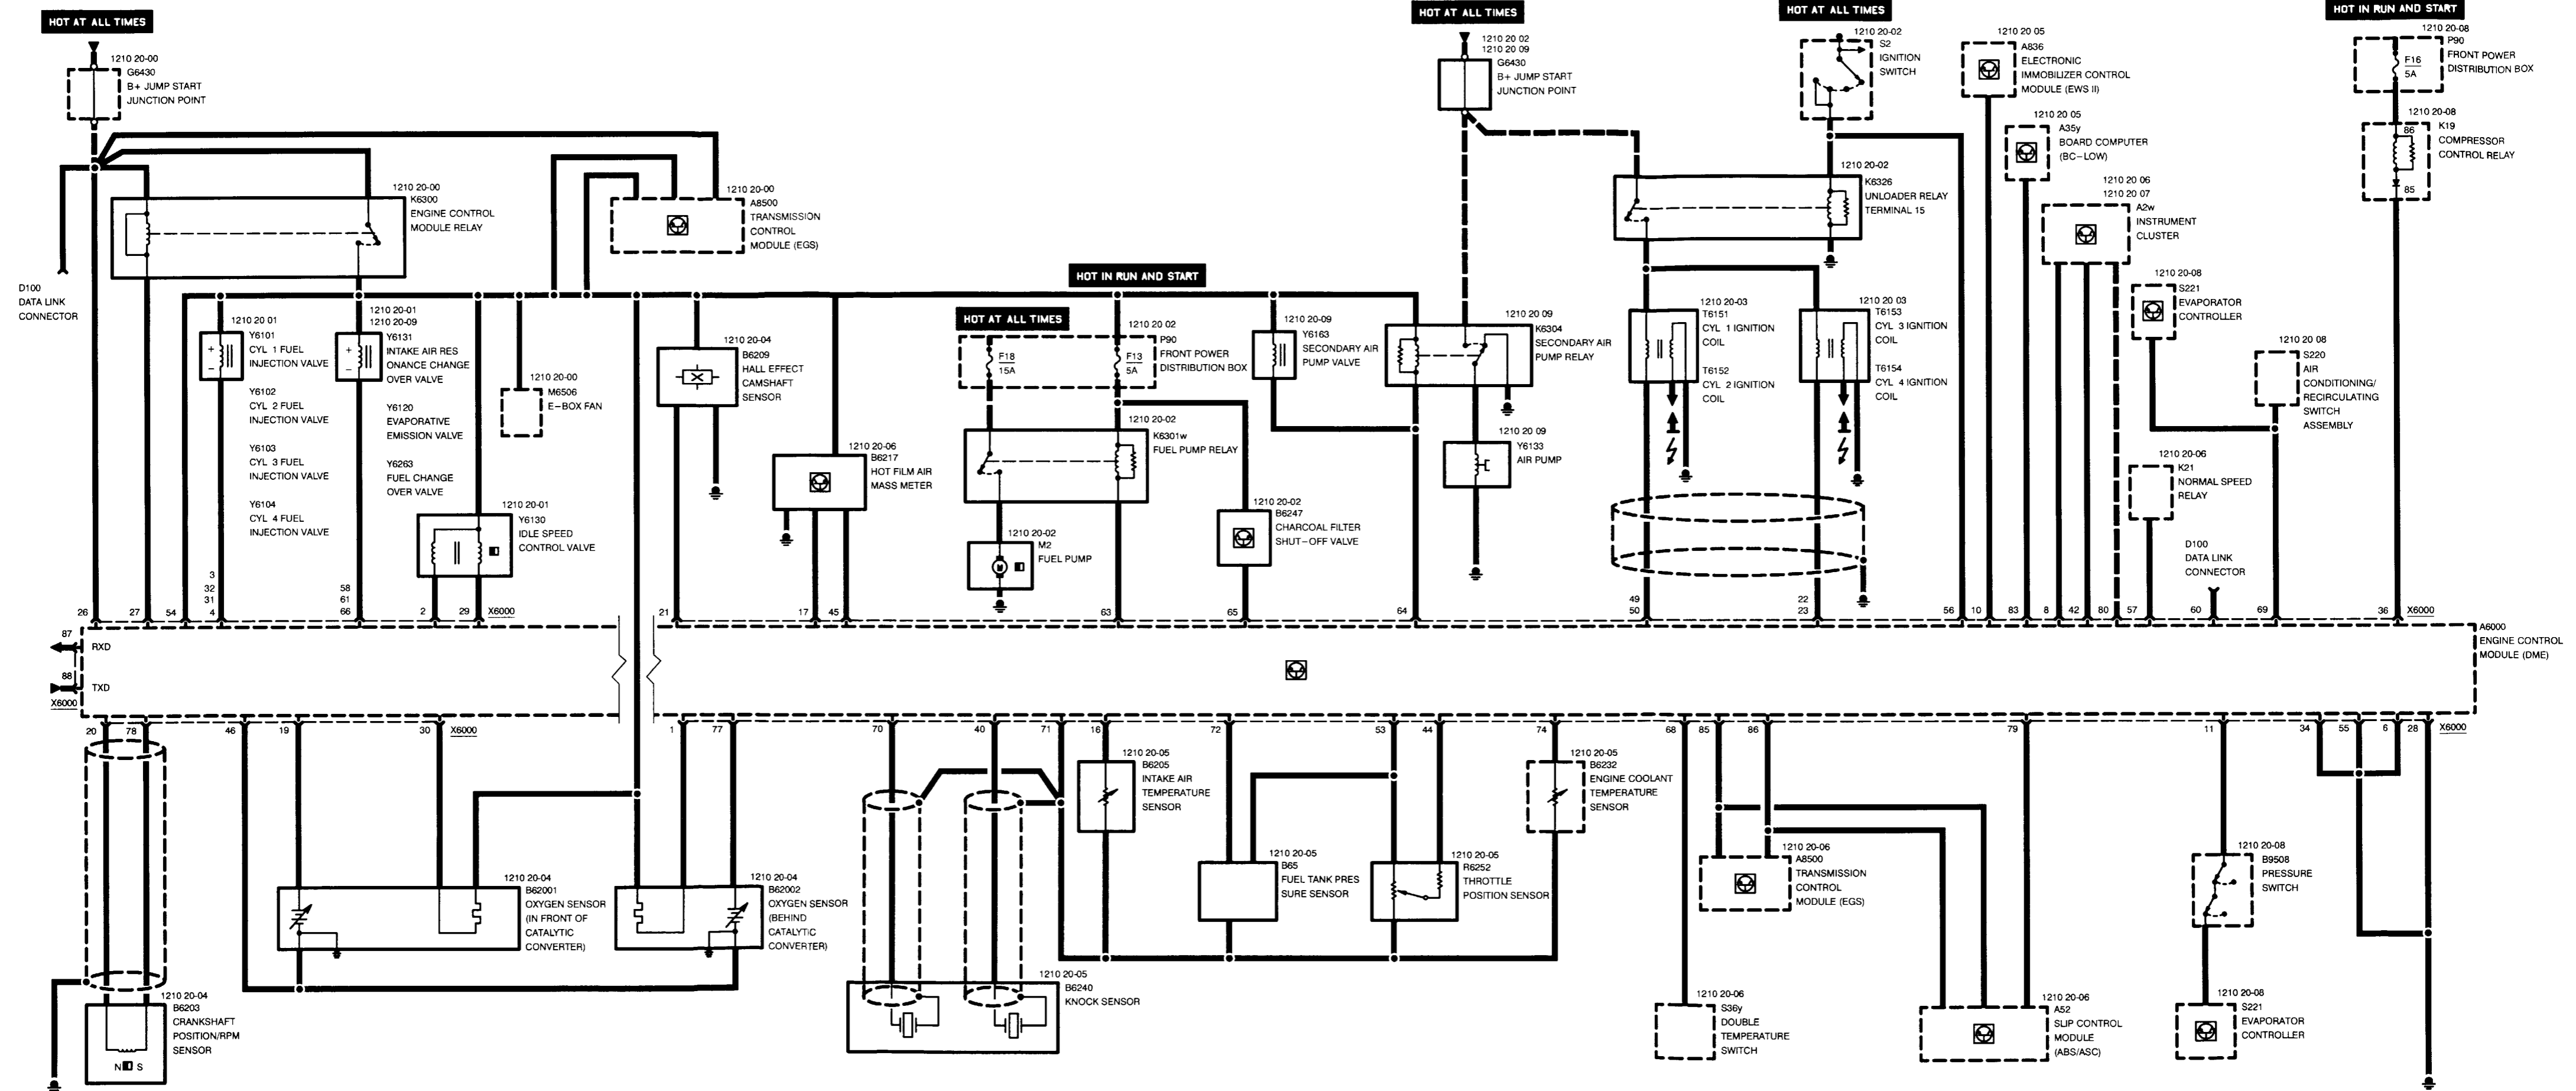 HOT AT ALL TIMES
1210 20-00
G6430
B+ JUMP START
JUNCTION POINT
1210 20-00
K6300
ENGINE CONTROL
MODULE RELAY
1210 20-00
A8500
TRANSMISSION
CONTROL
MODULE (EGS)
D100
DATA LINK
CONNECTOR
1210 20 01
Y6101
CYL 1 FUEL
INJECTION VALVE
Y6102
CYL 2 FUEL
INJECTION VALVE
Y6103
CYL 3 FUEL
INJECTION VALVE
Y6104
CYL 4 FUEL
INJECTION VALVE
1210 20-01
1210 20-09
Y6131
INTAKE AIR RES
ONANCE CHANGE
OVER VALVE
Y6120
EVAPORATIVE
EMISSION VALVE
Y6263
FUEL CHANGE
OVER VALVE
1210 20-01
Y6130
IDLE SPEED
CONTROL VALVE
1210 20-00
M6506
E-BOX FAN
1210 20-04
B6209
HALL EFFECT
CAMSHAFT
SENSOR
1210 20-06
B6217
HOT FILM AIR
MASS METER
HOT IN RUN AND START
HOT AT ALL TIMES
F18
15A
F13
5A
1210 20 02
P90
FRONT POWER
DISTRIBUTION BOX
1210 20-02
K6301w
FUEL PUMP RELAY
1210 20-02
M2
FUEL PUMP
M
1210 20-09
Y6163
SECONDARY AIR
PUMP VALVE
1210 20-02
B6247
CHARCOAL FILTER
SHUT-OFF VALVE
HOT AT ALL TIMES
1210 20 02
1210 20 09
G6430
B+ JUMP START
JUNCTION POINT
1210 20 09
K6304
SECONDARY AIR
PUMP RELAY
1210 20 09
Y6133
AIR PUMP
HOT AT ALL TIMES
1210 20-02
S2
IGNITION
SWITCH
1210 20-02
K6326
UNLOADER RELAY
TERMINAL 15
1210 20-03
T6151
CYL 1 IGNITION
COIL
T6152
CYL 2 IGNITION
COIL
1210 20 03
T6153
CYL 3 IGNITION
COIL
T6154
CYL 4 IGNITION
COIL
1210 20 05
A836
ELECTRONIC
IMMOBILIZER CONTROL
MODULE (EWS II)
1210 20 05
A35y
BOARD COMPUTER
(BC-LOW)
1210 20 06
1210 20 07
A2w
INSTRUMENT
CLUSTER
1210 20-08
S221
EVAPORATOR
CONTROLLER
1210 20 08
S220
AIR
CONDITIONING/
RECIRCULATING
SWITCH
ASSEMBLY
1210 20-06
K21
NORMAL SPEED
RELAY
D100
DATA LINK
CONNECTOR
HOT IN RUN AND START
1210 20-08
P90
FRONT POWER
DISTRIBUTION BOX
F16
5A
1210 20-08
K19
COMPRESSOR
CONTROL RELAY
86
85
26
27
54
3
32
31
4
58
61
66
2
29
X6000
21
17
45
63
65
64
49
50
22
23
56
10
83
8
42
80
57
60
69
36
X6000
87
RXD
88
TXD
X6000
A6000
ENGINE CONTROL
MODULE (DME)
20
78
46
19
30
X6000
1
77
70
40
71
16
72
53
44
74
68
85
86
79
11
34
55
6
28
X6000
1210 20-04
B6203
CRANKSHAFT
POSITION/RPM
SENSOR
N S
1210 20-04
B62001
OXYGEN SENSOR
(IN FRONT OF
CATALYTIC
CONVERTER)
1210 20-04
B62002
OXYGEN SENSOR
(BEHIND
CATALYTIC
CONVERTER)
1210 20-05
B6240
KNOCK SENSOR
1210 20-05
B6205
INTAKE AIR
TEMPERATURE
SENSOR
1210 20-05
B65
FUEL TANK PRES
SURE SENSOR
1210 20-05
R6252
THROTTLE
POSITION SENSOR
1210 20-05
B6232
ENGINE COOLANT
TEMPERATURE
SENSOR
1210 20-06
A8500
TRANSMISSION
CONTROL
MODULE (EGS)
1210 20-06
S36y
DOUBLE
TEMPERATURE
SWITCH
1210 20-06
A52
SLIP CONTROL
MODULE
(ABS/ASC)
1210 20-08
B9508
PRESSURE
SWITCH
1210 20-08
S221
EVAPORATOR
CONTROLLER